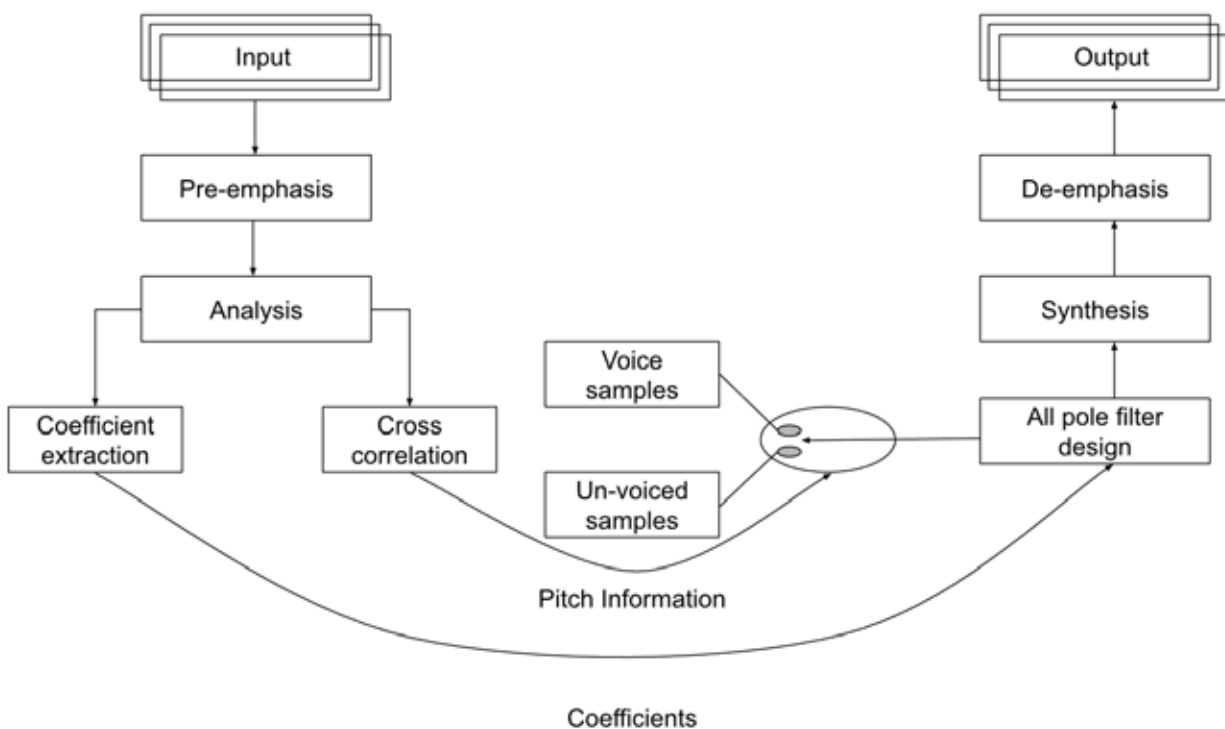 Input
Output
Pre-emphasis
De-emphasis
Analysis
Synthesis
Voice
samples
Coefficient
extraction
Cross
correlation
All pole filter
design
Un-voiced
samples
Pitch Information
Coefficients